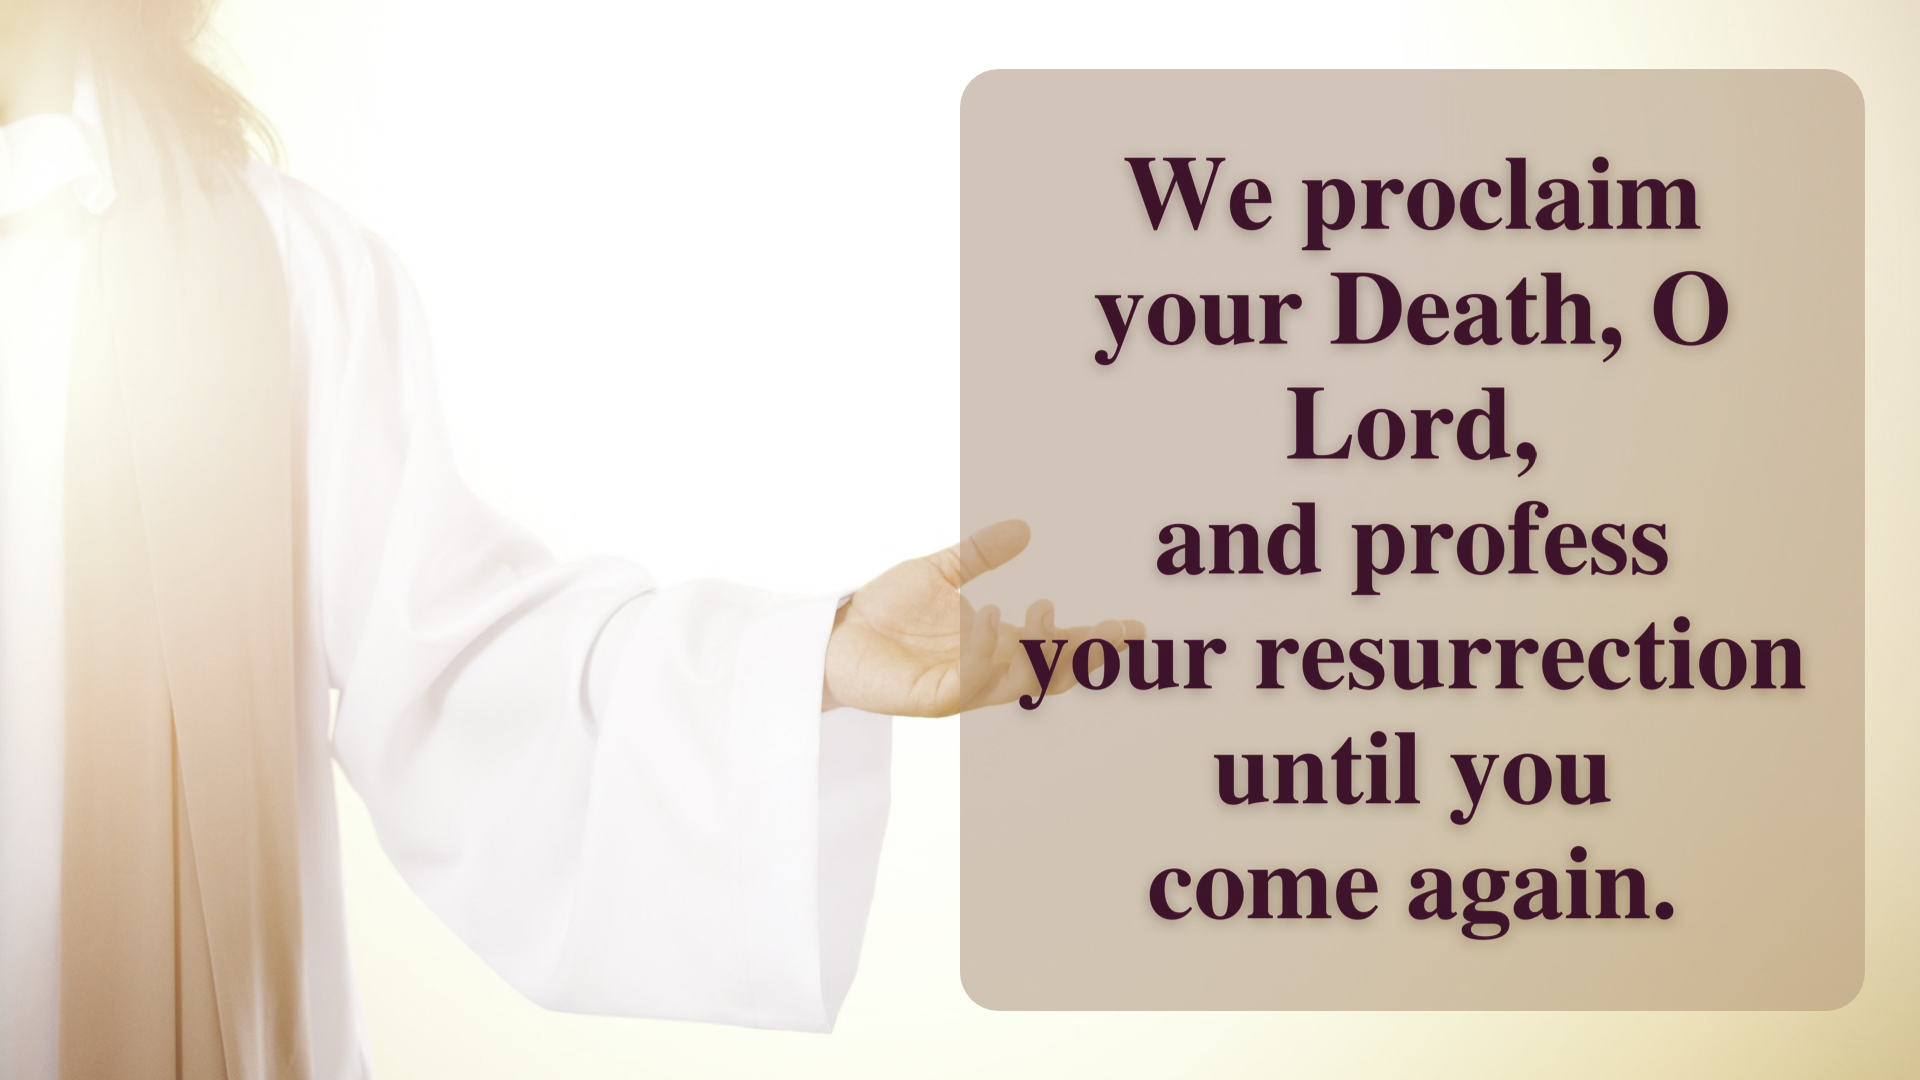 We proclaim
your Death, O
Lord,
and profess
your resurrection
until you
come again.